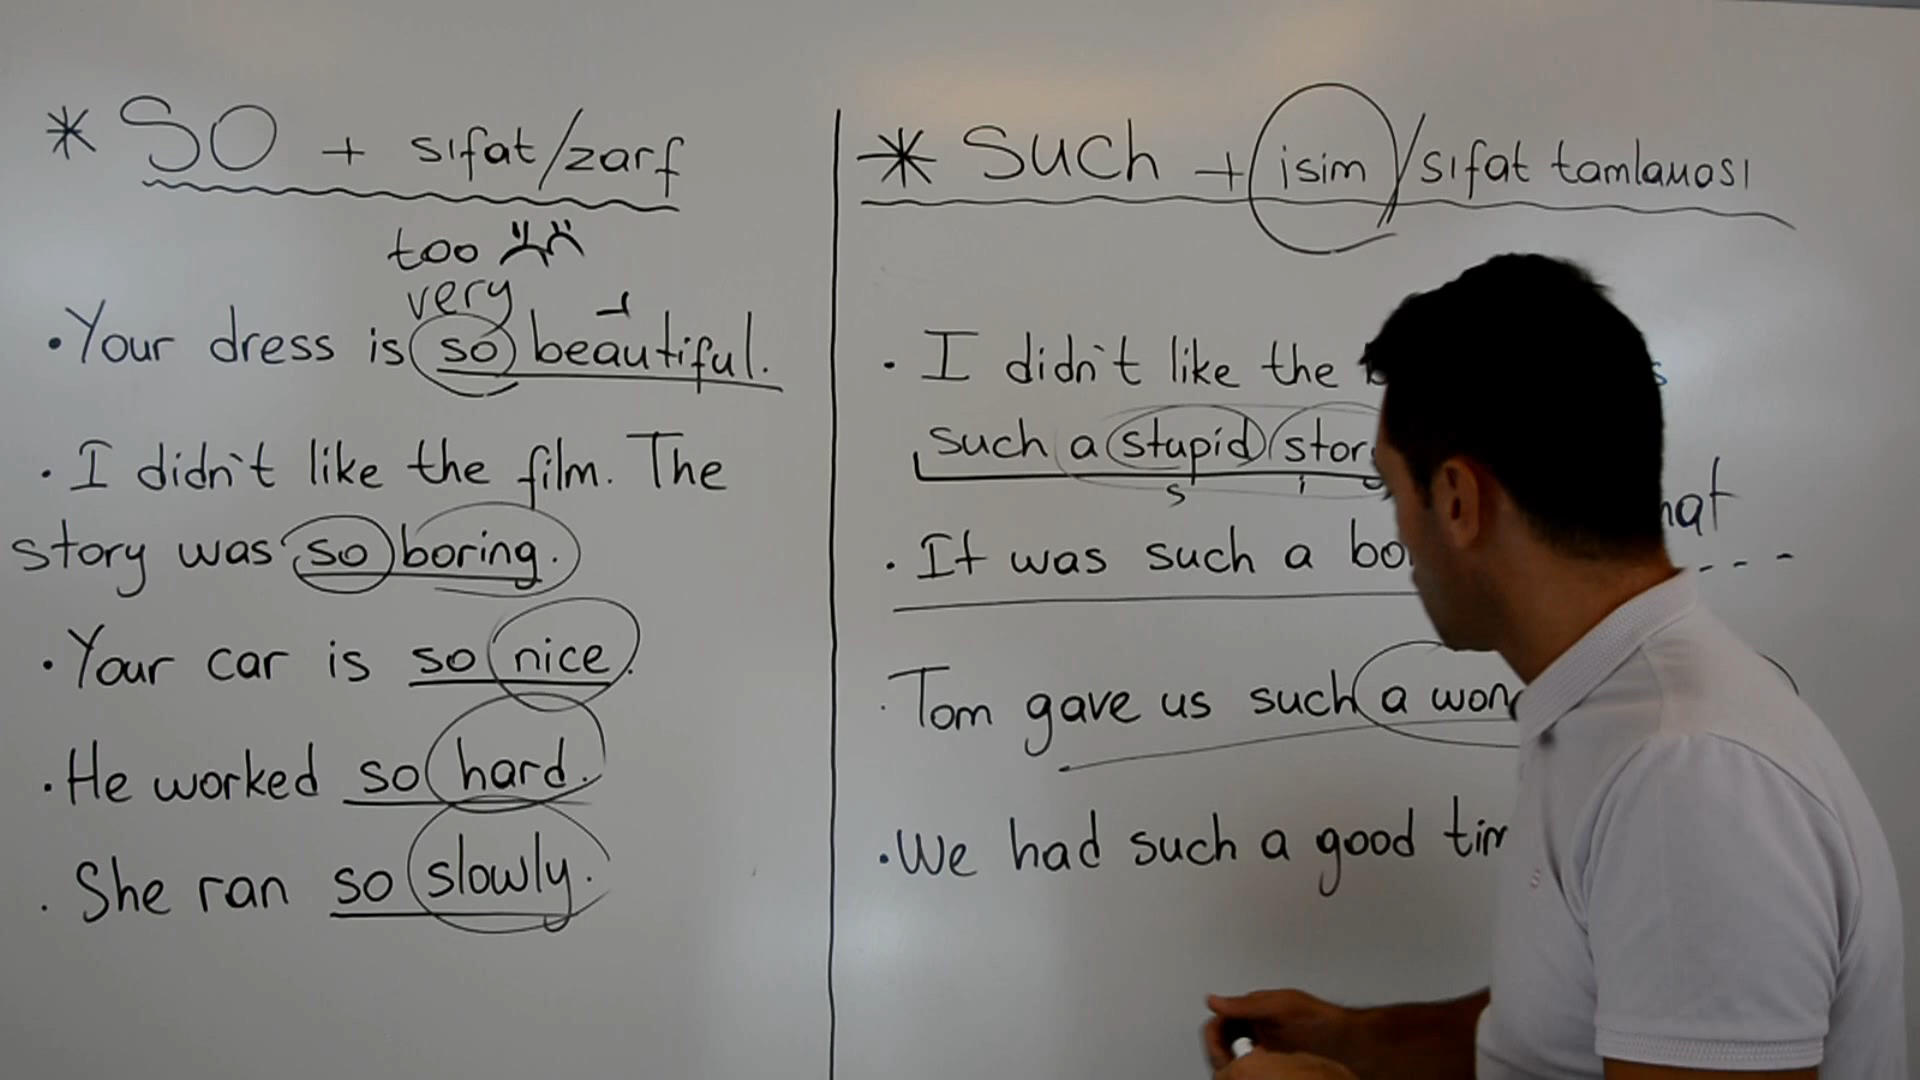 * SO + sıfat/zarf
too
very
• Your dress is so beautiful.
• I didn't like the film. The
story was so boring.
• Your car is so nice.
• He worked so hard.
• She ran so slowly.
* Such + isim/sıfat tamlaması
• I didn't like the
such a stupid
s i
• It was such a
Tom gave us such a
• We had such a good